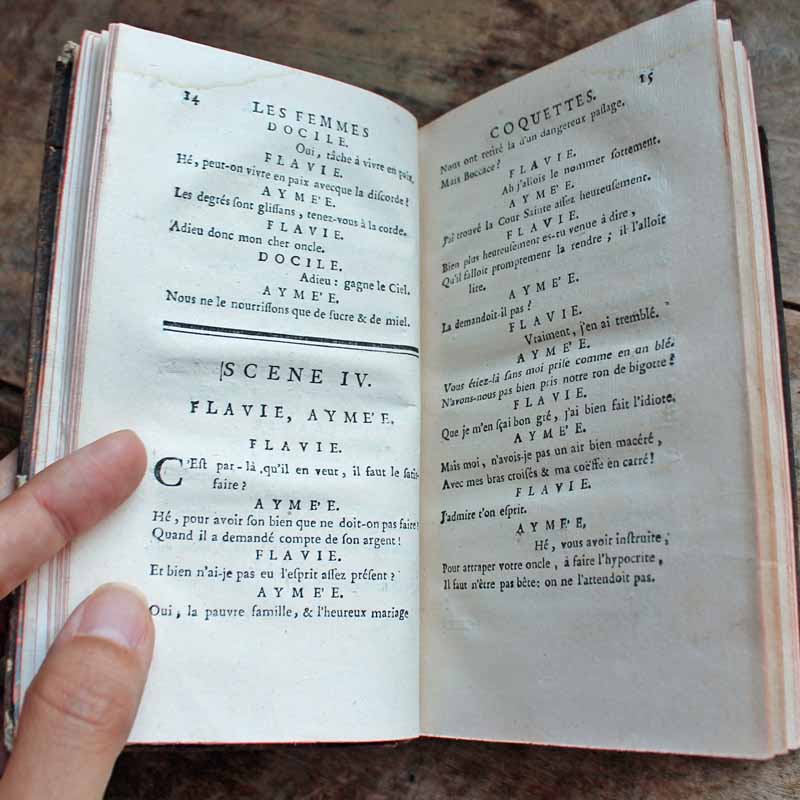 14
LES FEMMES
DOCILE.
Oui, tâche à vivre en paix.
FLAVIE.
Hé, peut-on vivre en paix avecque la discorde!
AYME'E.
Les degrés sont glissans, tenez-vous à la corde.
FLAVIE.
Adieu donc mon cher oncle.
DOCILE.
Adieu: gagne le Ciel.
AYME'E.
Nous ne le nourrissons que de sucre & de miel.
SCENE IV.
FLAVIE, AYME'E.
FLAVIE.
C'Est par-là qu'il en veut, il faut le satis-
faire?
AYME'E.
Hé, pour avoir son bien que ne doit-on pas faire!
Quand il a demandé compte de son argent!
FLAVIE.
Et bien n'ai-je pas eu l'esprit assez présent?
AYME'E.
Oui, la pauvre famille, & l'heureux mariage
COQUETTES.
15
Nous ont retiré là d'un dangereux passage.
Mais Boccace?
FLAVIE.
Ah j'allois le nommer sottement.
AYME'E.
J'ai trouvé la Cour Sainte assez heureusement.
FLAVIE.
Bien plus heureusement es-tu venue à dire,
Qu'il falloit promptement la rendre; il l'alloit
lire.
AYME'E.
La demandoit-il pas?
FLAVIE.
Vraiment, j'en ai tremblé.
AYME'E.
Vous étiez-là sans moi prise comme en un blé.
N'avons-nous pas bien pris notre ton de bigotte?
FLAVIE.
Que je m'en sçai bon gré, j'ai bien fait l'idiote.
AYME'E.
Mais moi, n'avois-je pas un air bien macéré,
Avec mes bras croisés & ma coëffe en carré!
FLAVIE.
J'admire t'on esprit.
AYME'E,
Hé, vous avoir instruite,
Pour attraper votre oncle, à faire l'hypocrite,
Il faut n'être pas bête: on ne l'attendoit pas.